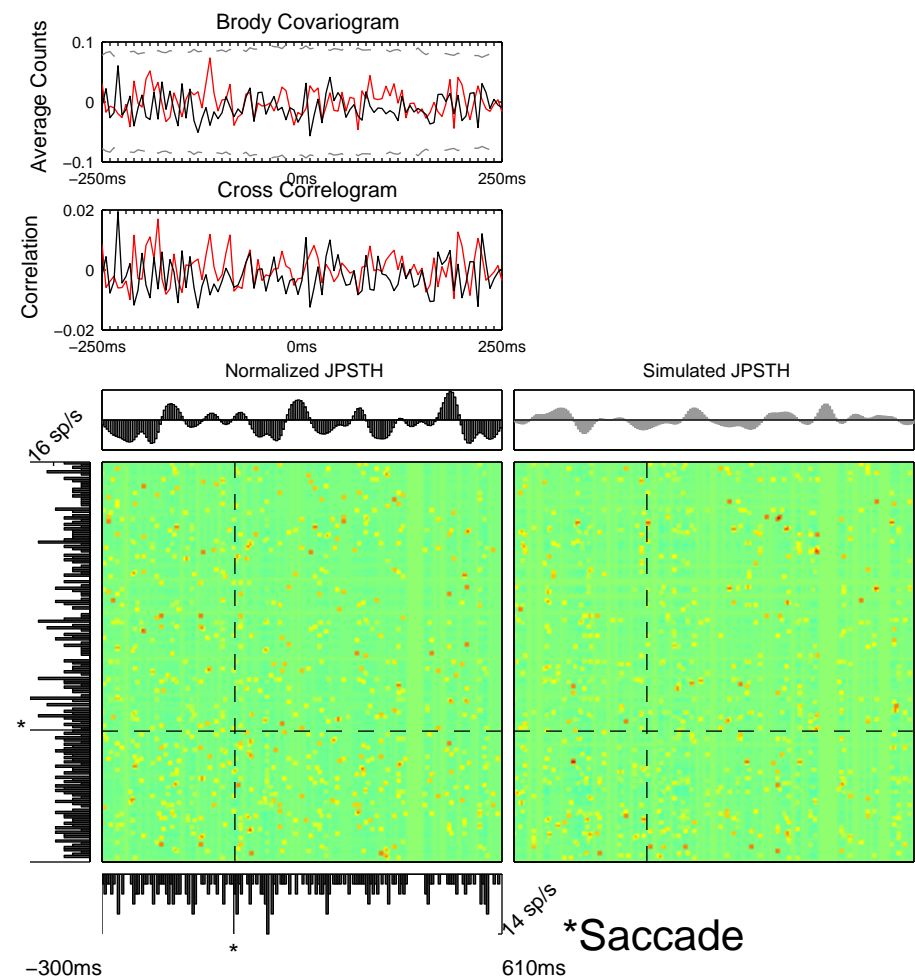 Brody Covariogram
Average Counts
0.1
0
−0.1
−250ms
0ms
250ms
Cross Correlogram
Correlation
0.02
0
−0.02
−250ms
0ms
250ms
Normalized JPSTH
Simulated JPSTH
16 sp/s
*
14 sp/s
*
*Saccade
−300ms
610ms